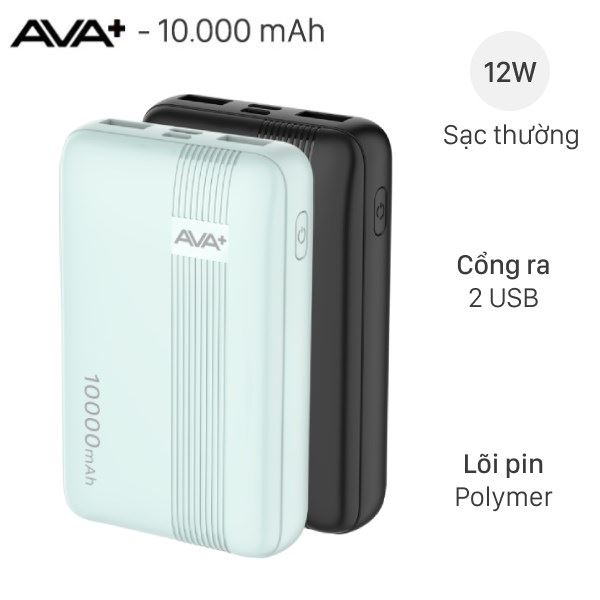 AVA+ - 10.000 mAh
12W
Sạc thường
Cổng ra
2 USB
Lõi pin
Polymer
AVA+
10000mAh